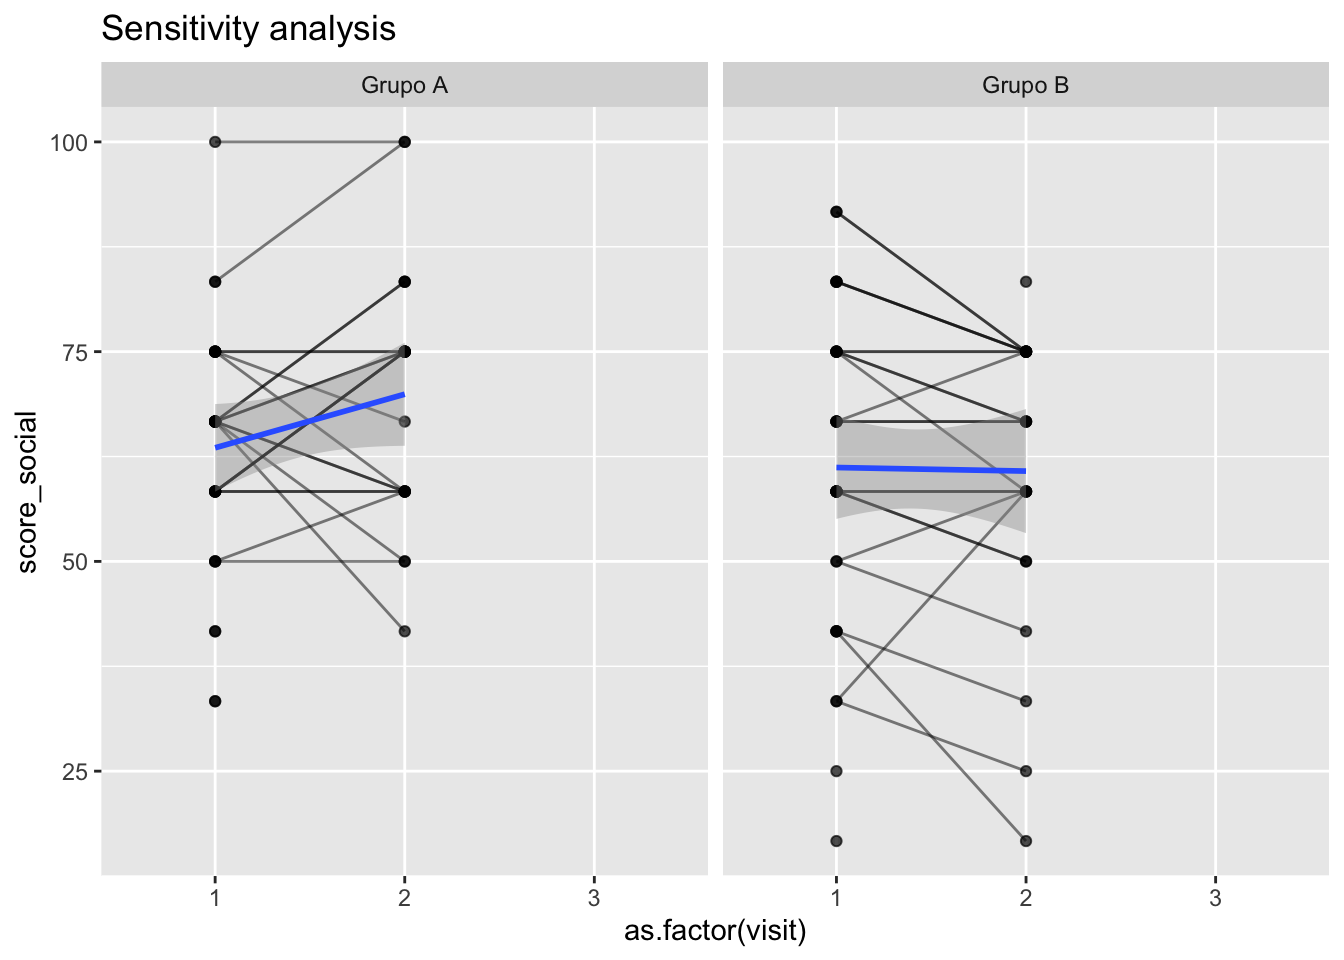 Sensitivity analysis
Grupo A
Grupo B
100
75
50
25
score_social
1 2 3
1 2 3
as.factor(visit)